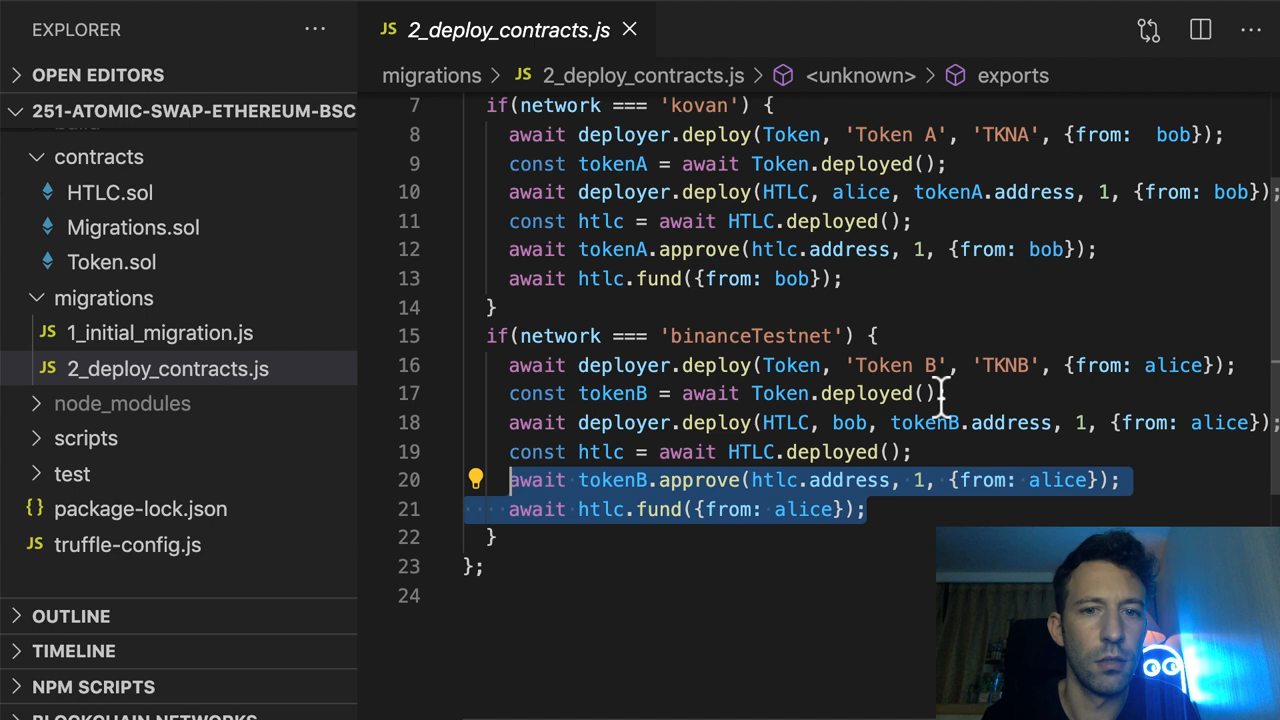 EXPLORER
OPEN EDITORS
251-ATOMIC-SWAP-ETHEREUM-BSC
contracts
HTLC.sol
Migrations.sol
Token.sol
migrations
JS 1_initial_migration.js
JS 2_deploy_contracts.js
node_modules
scripts
test
{} package-lock.json
JS truffle-config.js
OUTLINE
TIMELINE
NPM SCRIPTS
BLOCKCHAIN NETWORKS
JS 2_deploy_contracts.js
migrations > JS 2_deploy_contracts.js > <unknown> > exports
7 if(network === 'kovan') {
8 await deployer.deploy(Token, 'Token A', 'TKNA', {from: bob});
9 const tokenA = await Token.deployed();
10 await deployer.deploy(HTLC, alice, tokenA.address, 1, {from: bob});
11 const htlc = await HTLC.deployed();
12 await tokenA.approve(htlc.address, 1, {from: bob});
13 await htlc.fund({from: bob});
14 }
15 if(network === 'binanceTestnet') {
16 await deployer.deploy(Token, 'Token B', 'TKNB', {from: alice});
17 const tokenB = await Token.deployed();
18 await deployer.deploy(HTLC, bob, tokenB.address, 1, {from: alice});
19 const htlc = await HTLC.deployed();
20 await tokenB.approve(htlc.address, 1, {from: alice});
21 await htlc.fund({from: alice});
22 }
23 };
24